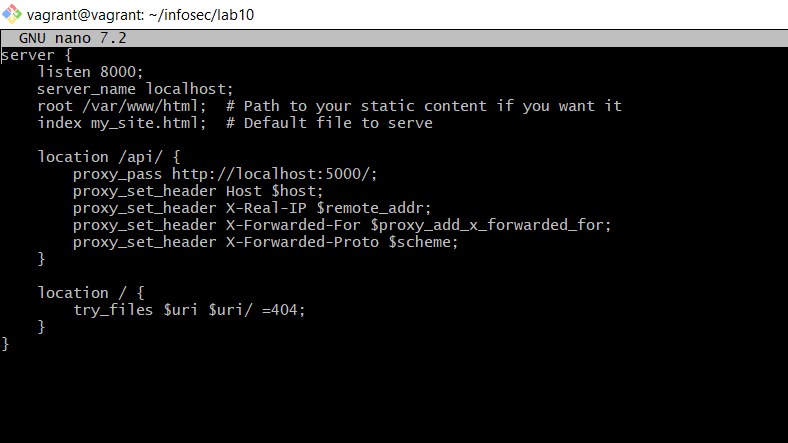 vagrant@vagrant: ~/infosec/lab10
GNU nano 7.2
server {
    listen 8000;
    server_name localhost;
    root /var/www/html;  # Path to your static content if you want it
    index my_site.html;  # Default file to serve

    location /api/ {
        proxy_pass http://localhost:5000/;
        proxy_set_header Host $host;
        proxy_set_header X-Real-IP $remote_addr;
        proxy_set_header X-Forwarded-For $proxy_add_x_forwarded_for;
        proxy_set_header X-Forwarded-Proto $scheme;
    }

    location / {
        try_files $uri $uri/ =404;
    }
}